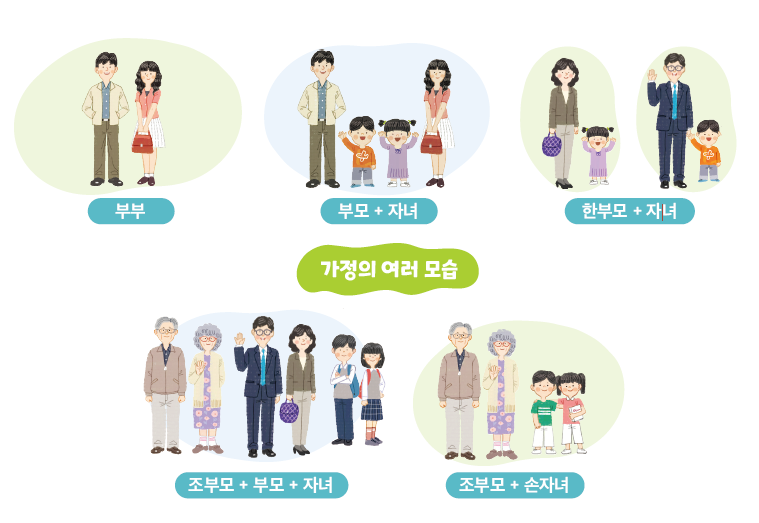 부부
부모 + 자녀
한부모 + 자녀
가정의 여러 모습
조부모 + 부모 + 자녀
조부모 + 손자녀